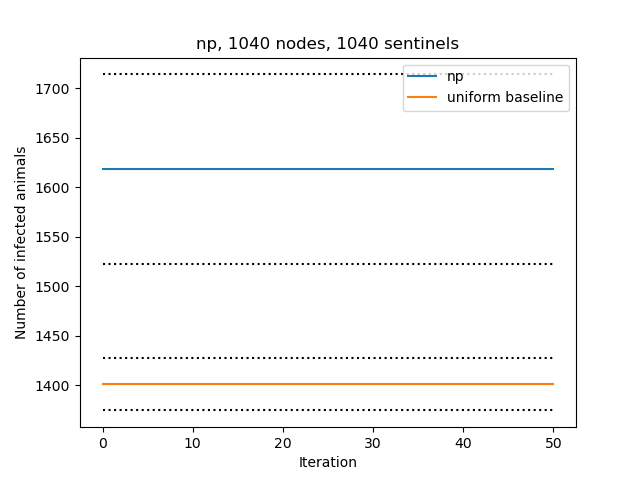 np, 1040 nodes, 1040 sentinels
np
uniform baseline
Number of infected animals
1700
1650
1600
1550
1500
1450
1400
0 10 20 30 40 50
Iteration